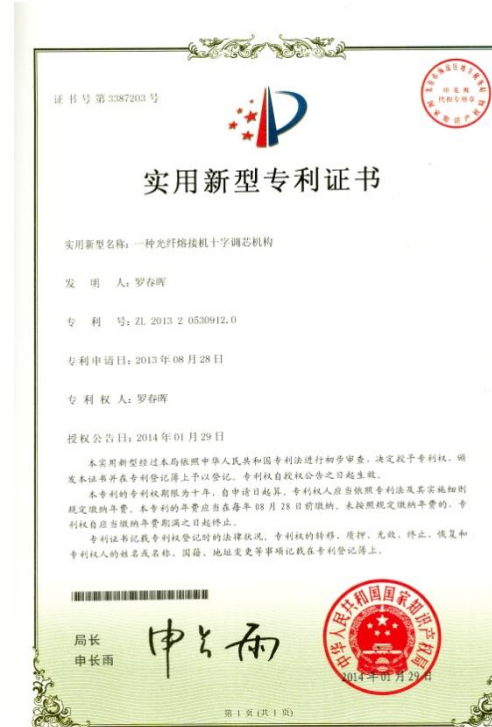 证书号第3387203号
印花税
代扣专用章
实用新型专利证书
实用新型名称：一种光纤熔接机十字调芯机构
发 明 人：罗春晖
专 利 号：ZL 2013 2 0530912.0
专利申请日：2013年08月28日
专 利 权 人：罗春晖
授权公告日：2014年01月29日
本实用新型经过本局依照中华人民共和国专利法进行初步审查，决定授予专利权，颁
发本证书并在专利登记簿上予以登记。专利权自授权公告之日起生效。
本专利的专利权期限为十年，自申请日起算。专利权人应当依照专利法及其实施细则
规定缴纳年费。本专利的年费应当在每年08月28日前缴纳。未按照规定缴纳年费的，专
利权自应当缴纳年费期满之日起终止。
专利证书记载专利权登记时的法律状况。专利权的转移、质押、无效、终止、恢复和
专利权人的姓名或名称、国籍、地址变更等事项记载在专利登记簿上。
局长
申长雨
申长雨
中华人民共和国国家知识产权局
2014年01月29日
第 1 页 (共 1 页)